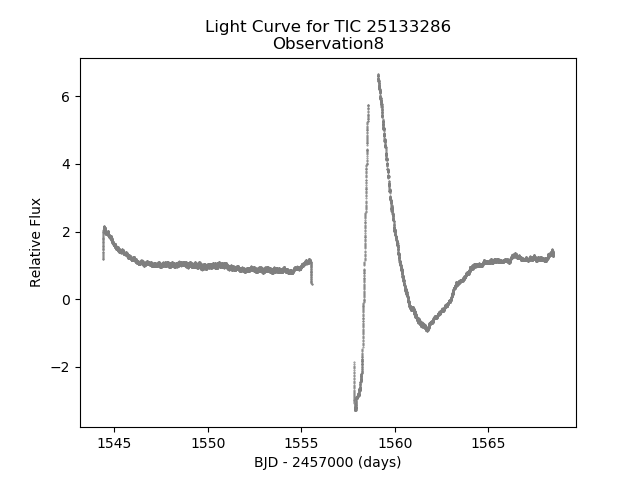 Light Curve for TIC 25133286
Observation8
6
4
2
0
−2
Relative Flux
1545 1550 1555 1560 1565
BJD - 2457000 (days)